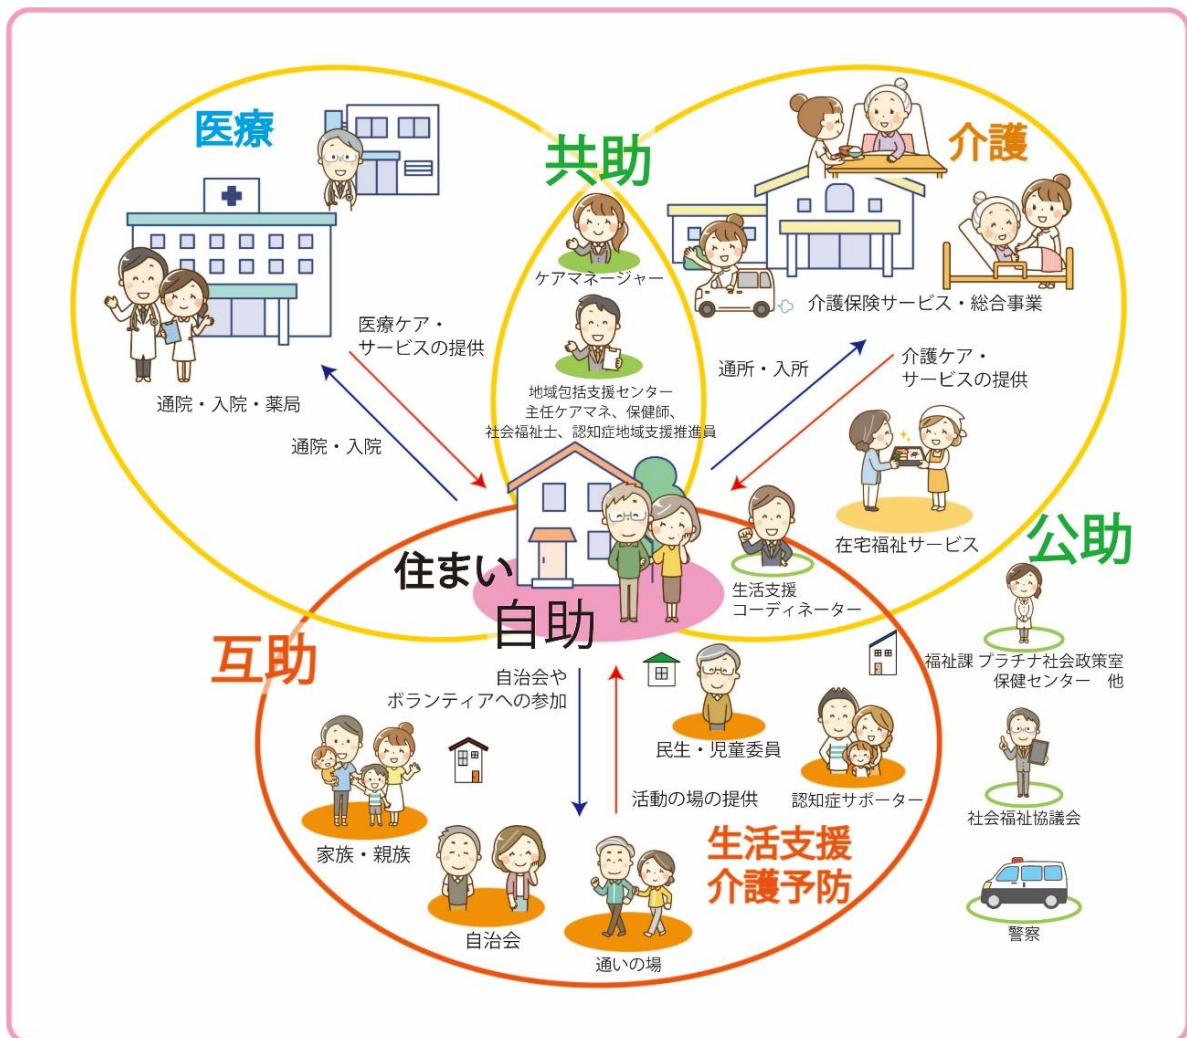 医療
共助
介護
ケアマネージャー
介護保険サービス・総合事業
医療ケア・
サービスの提供
通院・入院・薬局
通院・入院
地域包括支援センター
主任ケアマネ、保健師、
社会福祉士、認知症地域支援推進員
通所・入所
介護ケア・
サービスの提供
在宅福祉サービス
公助
住まい
自助
生活支援
コーディネーター
福祉課 プラチナ社会政策室
保健センター　他
互助
自治会や
ボランティアへの参加
民生・児童委員
認知症サポーター
活動の場の提供
社会福祉協議会
家族・親族
生活支援
介護予防
自治会
通いの場
警察